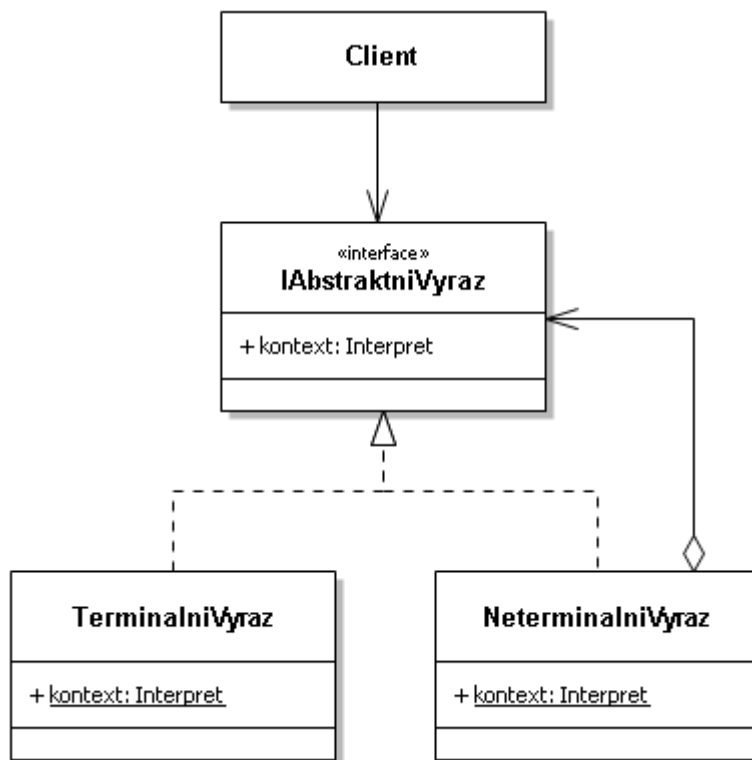 Client
«interface»
IAbstraktniVyraz
+ kontext: Interpret
TerminalniVyraz
+ kontext: Interpret
NeterminalniVyraz
+ kontext: Interpret